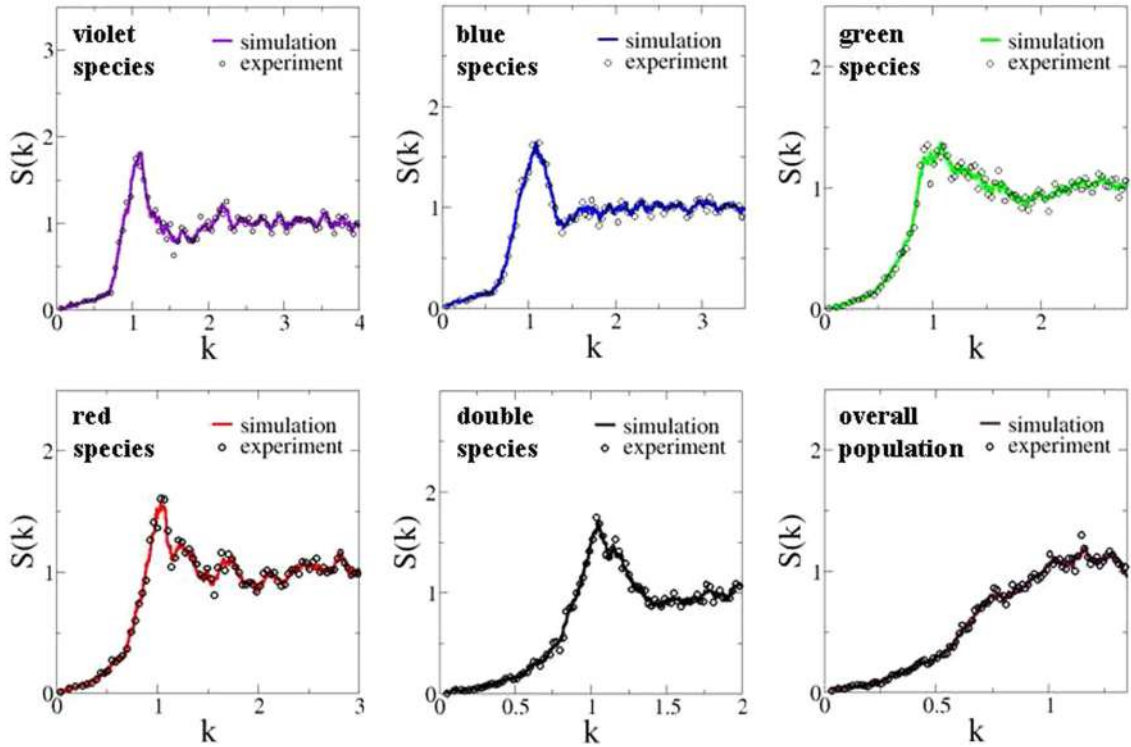 violet
species
simulation
experiment
S(k)
3
2
1
0
0 1 2 3 4
k
blue
species
simulation
experiment
S(k)
2
1
0
0 1 2 3
k
green
species
simulation
experiment
S(k)
2
1
0
0 1 2
k
red
species
simulation
experiment
S(k)
2
1
0
0 1 2 3
k
double
species
simulation
experiment
S(k)
2
1
0
0 0.5 1 1.5 2
k
overall
population
simulation
experiment
S(k)
2
1
0
0 0.5 1
k